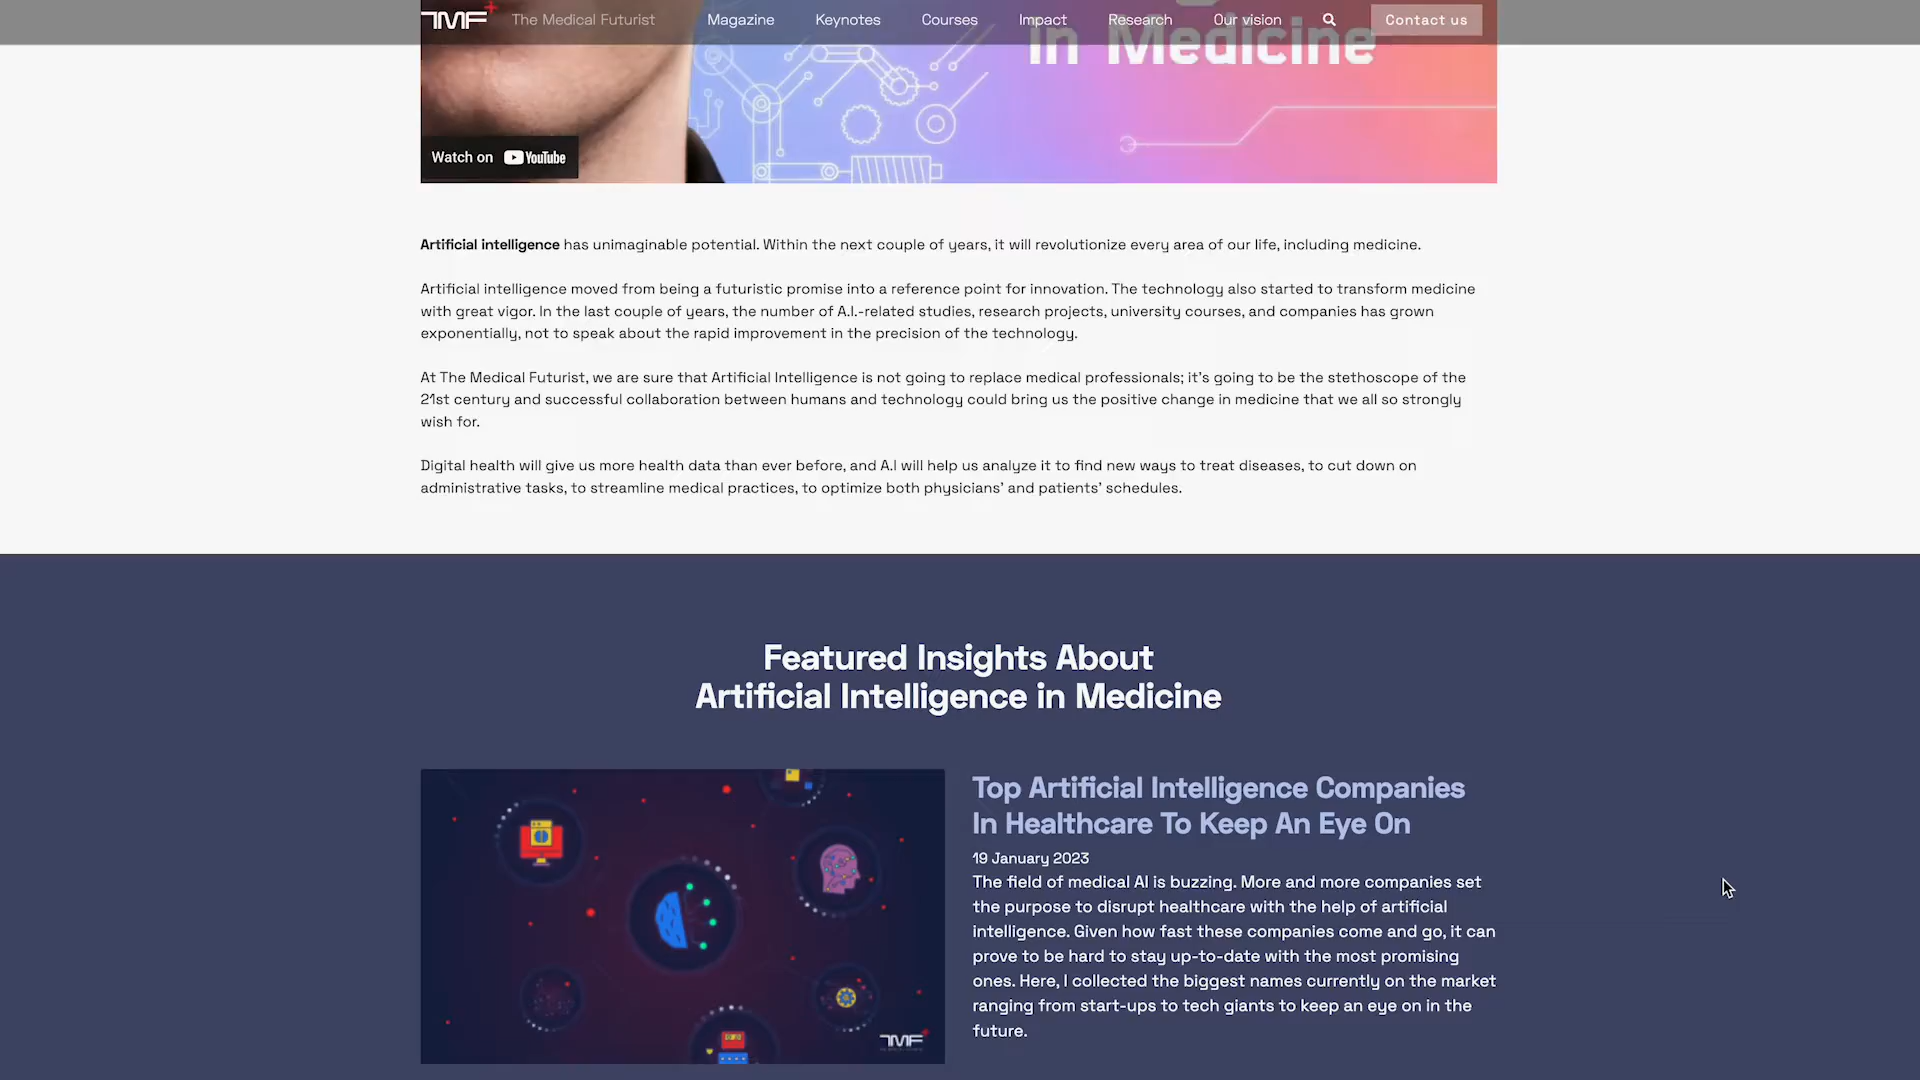 TMF+ The Medical Futurist Magazine Keynotes Courses Impact Research Our vision Contact us
in Medicine
Watch on YouTube
Artificial intelligence has unimaginable potential. Within the next couple of years, it will revolutionize every area of our life, including medicine.
Artificial intelligence moved from being a futuristic promise into a reference point for innovation. The technology also started to transform medicine
with great vigor. In the last couple of years, the number of A.I.-related studies, research projects, university courses, and companies has grown
exponentially, not to speak about the rapid improvement in the precision of the technology.
At The Medical Futurist, we are sure that Artificial Intelligence is not going to replace medical professionals; it's going to be the stethoscope of the
21st century and successful collaboration between humans and technology could bring us the positive change in medicine that we all so strongly
wish for.
Digital health will give us more health data than ever before, and A.I will help us analyze it to find new ways to treat diseases, to cut down on
administrative tasks, to streamline medical practices, to optimize both physicians' and patients' schedules.
Featured Insights About
Artificial Intelligence in Medicine
Top Artificial Intelligence Companies
In Healthcare To Keep An Eye On
19 January 2023
The field of medical AI is buzzing. More and more companies set
the purpose to disrupt healthcare with the help of artificial
intelligence. Given how fast these companies come and go, it can
prove to be hard to stay up-to-date with the most promising
ones. Here, I collected the biggest names currently on the market
ranging from start-ups to tech giants to keep an eye on in the
future.
TMF+